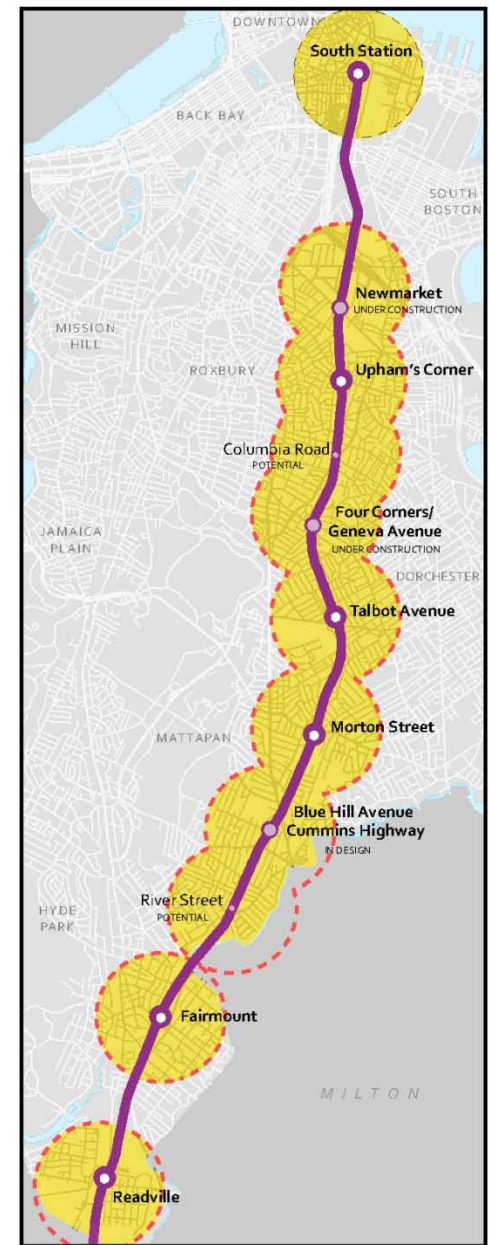 DOWNTOWN
South Station
BACK BAY
SOUTH
BOSTON
Newmarket
UNDER CONSTRUCTION
MISSION
HILL
ROXBURY
Upham's Corner
Columbia Road
POTENTIAL
Four Corners/
Geneva Avenue
UNDER CONSTRUCTION
JAMAICA
PLAIN
DORCHESTER
Talbot Avenue
Morton Street
MATTAPAN
Blue Hill Avenue
Cummins Highway
IN DESIGN
River Street
POTENTIAL
HYDE
PARK
Fairmount
MILTON
Readville